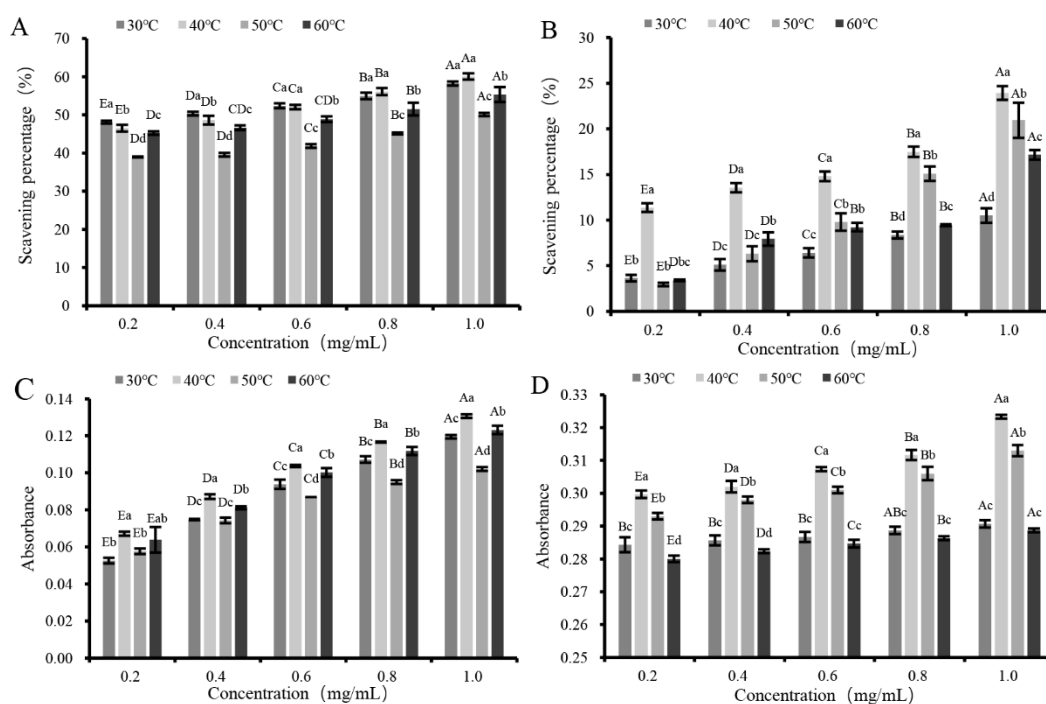 A
30℃ 40℃ 50℃ 60℃
Scavening percentage (%)
70
60
50
40
30
20
10
0
Ea Eb Dd Dc
Da Db Dd CDc
Ca Ca Cc CDb
Ba Ba Bc Bb
Aa Aa Ac Ab
0.2 0.4 0.6 0.8 1.0
Concentration (mg/mL)
B
30℃ 40℃ 50℃ 60℃
Scavening percentage (%)
30
25
20
15
10
5
0
Eb Ea Eb Dbc
Dc Da Dc Db
Cc Ca Cb Bb
Bd Ba Bb Bc
Ad Aa Ab Ac
0.2 0.4 0.6 0.8 1.0
Concentration (mg/mL)
C
30℃ 40℃ 50℃ 60℃
Absorbance
0.14
0.12
0.10
0.08
0.06
0.04
0.02
0.00
Eb Ea Eb Eab
Dc Da Dc Db
Cc Ca Cd Cb
Bc Ba Bd Bb
Ac Aa Ad Ab
0.2 0.4 0.6 0.8 1.0
Concentration (mg/mL)
D
30℃ 40℃ 50℃ 60℃
Absorbance
0.33
0.32
0.31
0.30
0.29
0.28
0.27
0.26
0.25
Bc Ea Eb Ed
Bc Da Db Dd
Bc Ca Cb Cc
ABc Ba Bb Bc
Ac Aa Ab Ac
0.2 0.4 0.6 0.8 1.0
Concentration (mg/mL)